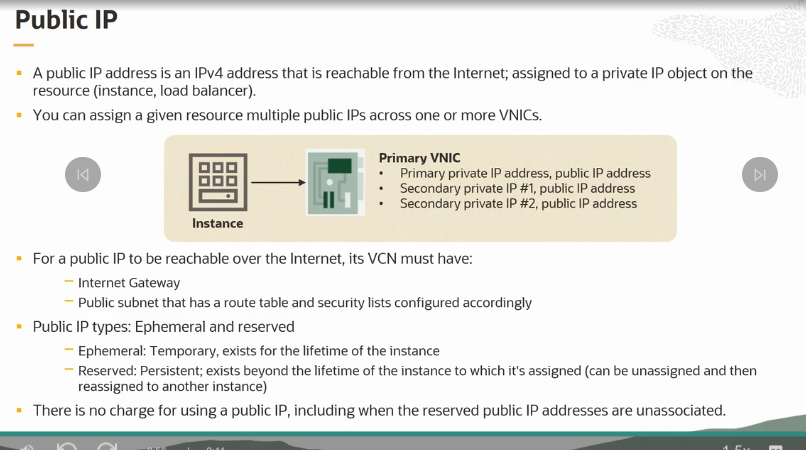 Public IP
A public IP address is an IPv4 address that is reachable from the Internet; assigned to a private IP object on the
resource (instance, load balancer).
You can assign a given resource multiple public IPs across one or more VNICs.
Instance
Primary VNIC
• Primary private IP address, public IP address
• Secondary private IP #1, public IP address
• Secondary private IP #2, public IP address
For a public IP to be reachable over the Internet, its VCN must have:
– Internet Gateway
– Public subnet that has a route table and security lists configured accordingly
Public IP types: Ephemeral and reserved
– Ephemeral: Temporary, exists for the lifetime of the instance
– Reserved: Persistent; exists beyond the lifetime of the instance to which it's assigned (can be unassigned and then
reassigned to another instance)
There is no charge for using a public IP, including when the reserved public IP addresses are unassociated.